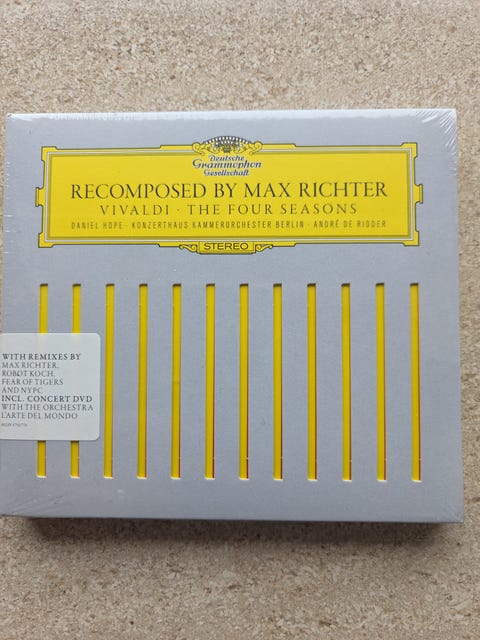 Deutsche
Grammophon
Gesellschaft
RECOMPOSED BY MAX RICHTER
VIVALDI · THE FOUR SEASONS
DANIEL HOPE · KONZERTHAUS KAMMERORCHESTER BERLIN · ANDRÉ DE RIDDER
STEREO
WITH REMIXES BY
MAX RICHTER,
ROBOT KOCH,
FEAR OF TIGERS
AND NYPC
INCL. CONCERT DVD
WITH THE ORCHESTRA
L'ARTE DEL MONDO